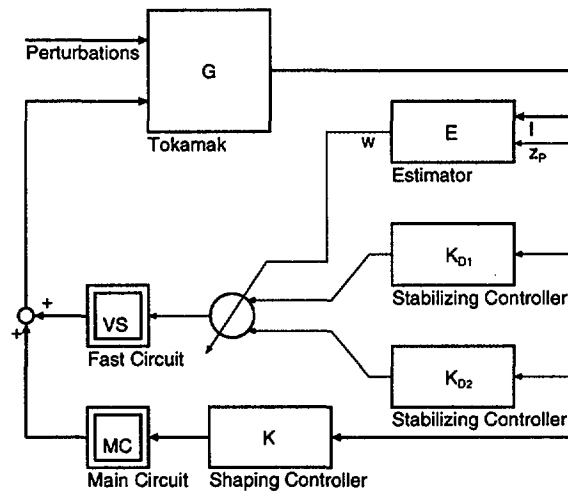 Perturbations
G
Tokamak
E
w
I
z_P
Estimator
K_D1
Stabilizing Controller
+
VS
+
Fast Circuit
K_D2
Stabilizing Controller
MC
K
Main Circuit
Shaping Controller